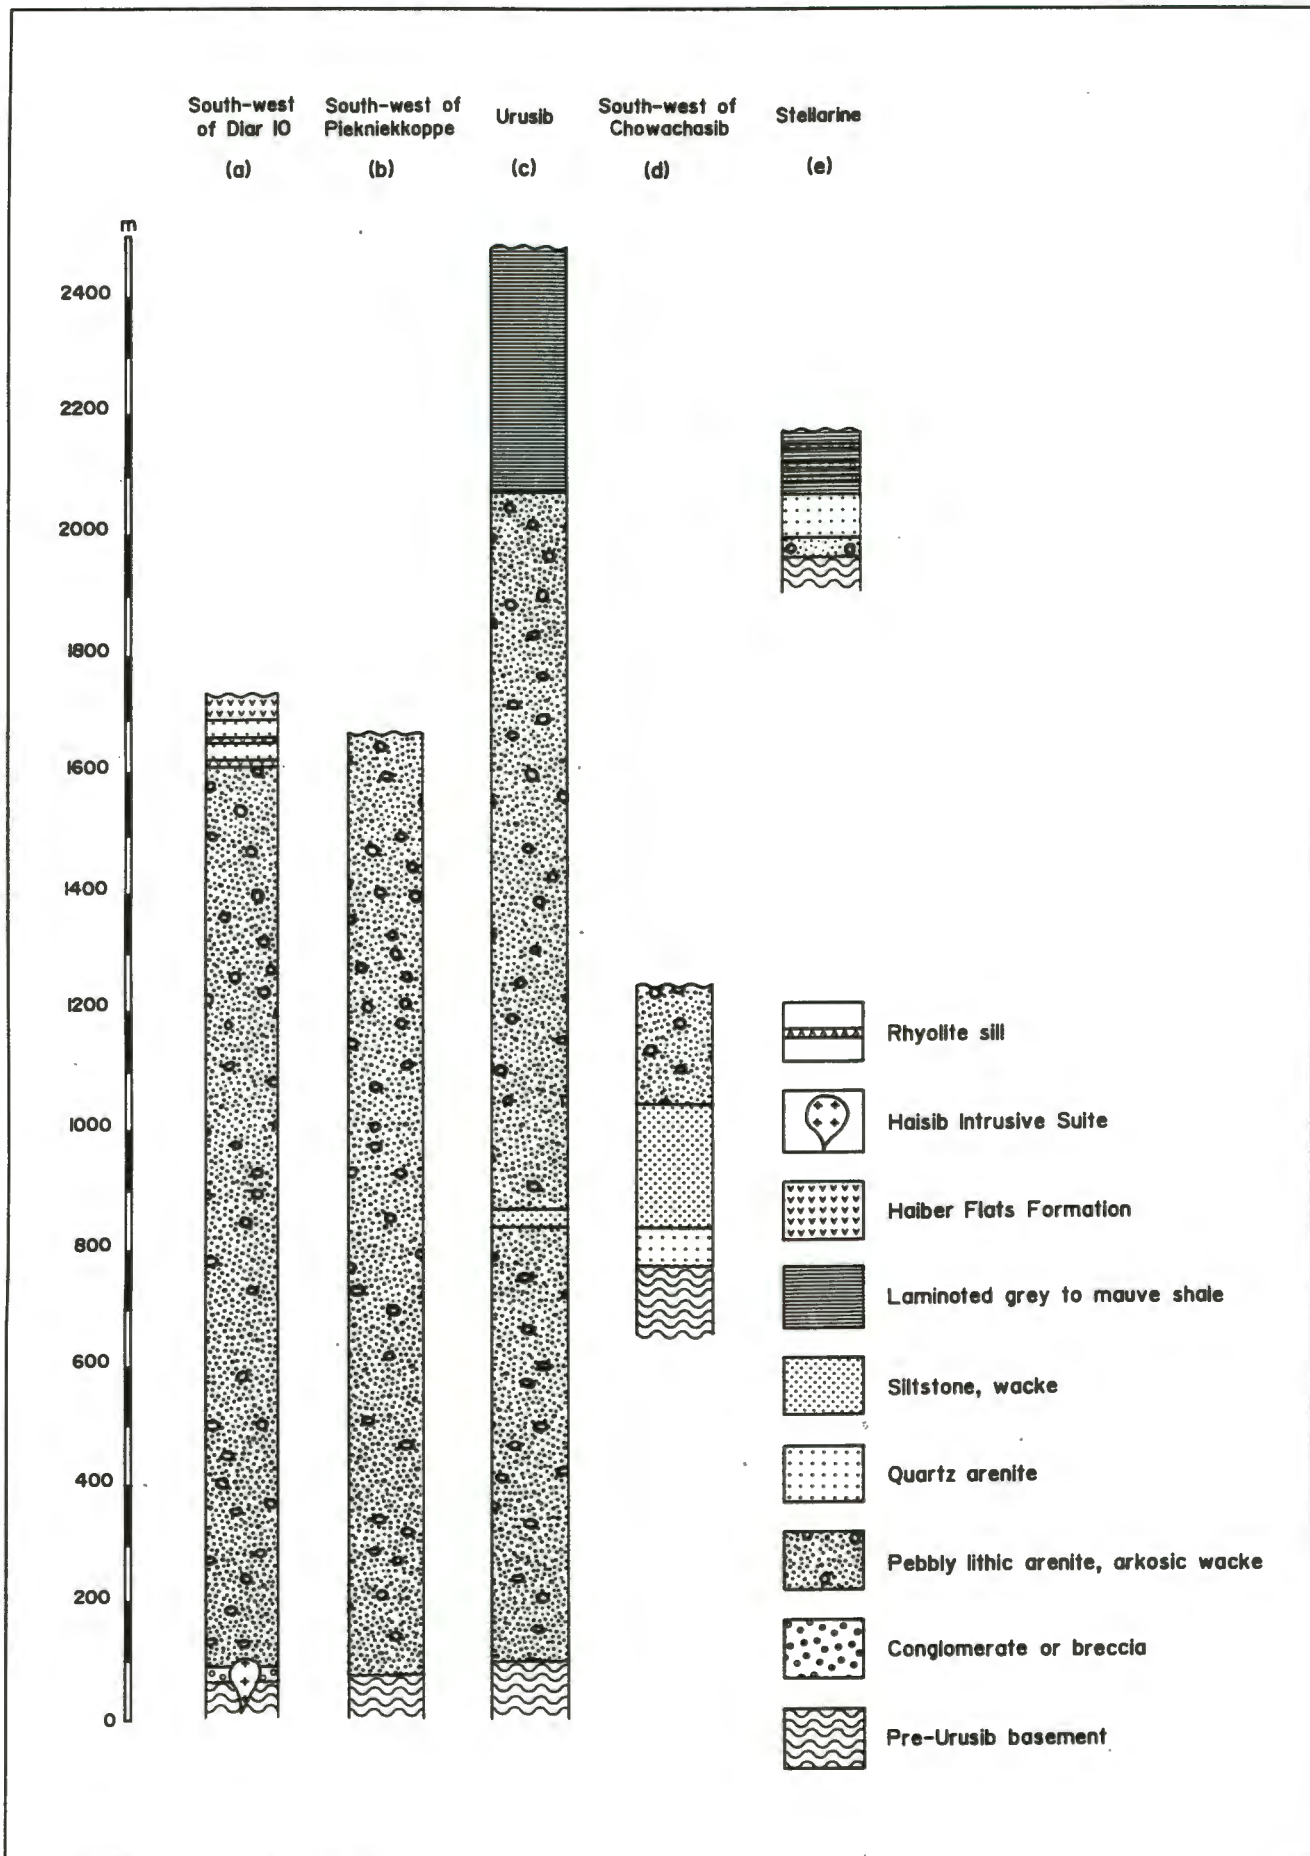 South-west
of Diar 10
(a)
South-west of
Piekniekkoppe
(b)
Urusib
(c)
South-west of
Chowachasib
(d)
Stellarine
(e)
m
2400
2200
2000
1800
1600
1400
1200
1000
800
600
400
200
0
Rhyolite sill
Haisib Intrusive Suite
Haiber Flats Formation
Laminoted grey to mauve shale
Siltstone, wacke
Quartz arenite
Pebbly lithic arenite, arkosic wacke
Conglomerate or breccia
Pre-Urusib basement